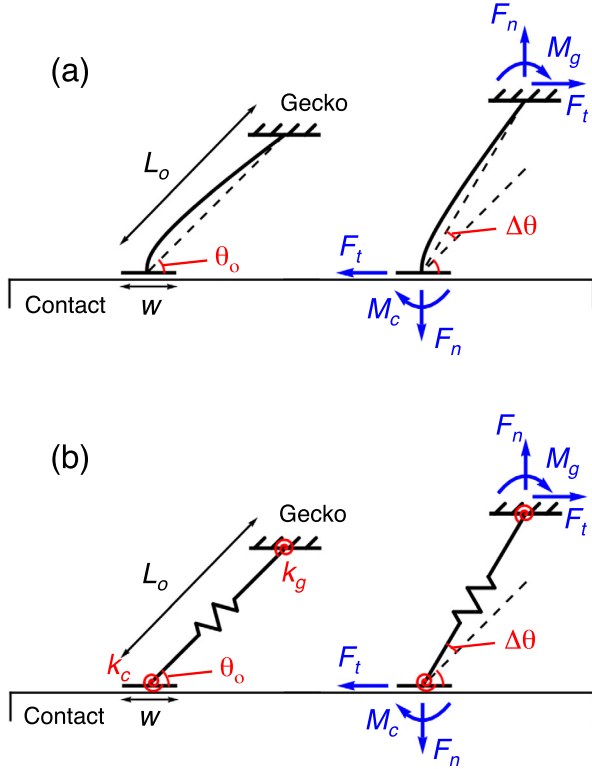 (a)
F_n
M_g
F_t
Gecko
L_o
θ_o
Δθ
F_t
Contact
w
M_c
F_n
(b)
F_n
M_g
F_t
Gecko
L_o
k_g
k_c
θ_o
Δθ
F_t
Contact
w
M_c
F_n